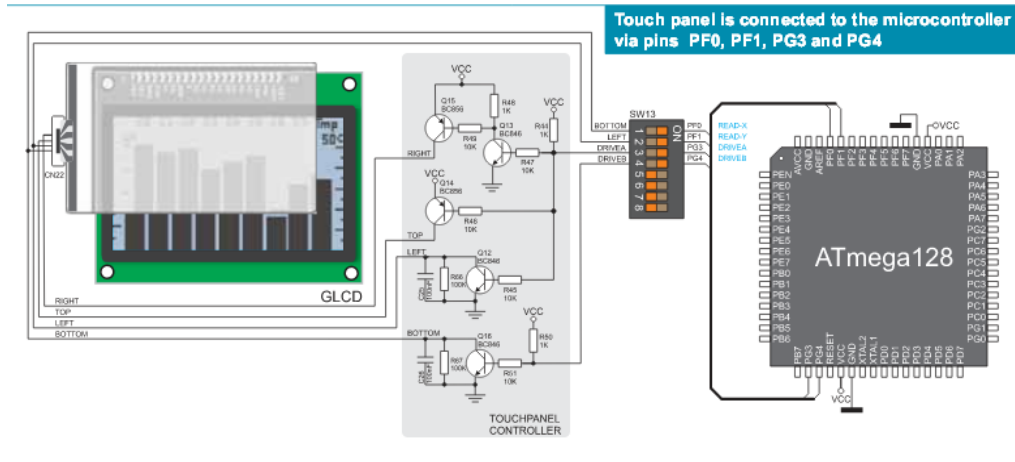 Touch panel is connected to the microcontroller
via pins PF0, PF1, PG3 and PG4
VCC
Q15
BC856
R48
1K
VCC
R49
10K
Q13
BC846
R44
1K
RIGHT
R47
10K
VCC
Q14
BC856
R46
10K
TOP
LEFT
Q12
BC846
C25
100nF
R66
100K
R45
10K
VCC
R50
1K
BOTTOM
Q16
BC846
C26
100nF
R67
100K
R51
10K
TOUCHPANEL
CONTROLLER
CN22
GLCD
RIGHT
TOP
LEFT
BOTTOM
SW13
BOTTOM
LEFT
DRIVEA
DRIVEB
1
2
3
4
5
6
7
8
ON
PF0 READ-X
PF1 READ-Y
PG3 DRIVEA
PG4 DRIVEB
VCC
AVCC
GND
AREF
PF0
PF1
PF2
PF3
PF4
PF5
PF6
PF7
GND
VCC
PA0
PA1
PA2
PEN
PE0
PE1
PE2
PE3
PE4
PE5
PE6
PE7
PB0
PB1
PB2
PB3
PB4
PB5
PB6
ATmega128
PA3
PA4
PA5
PA6
PA7
PG2
PC7
PC6
PC5
PC4
PC3
PC2
PC1
PC0
PG1
PG0
PB7
PG3
PG4
RESET
VCC
GND
XTAL2
XTAL1
PD0
PD1
PD2
PD3
PD4
PD5
PD6
PD7
VCC